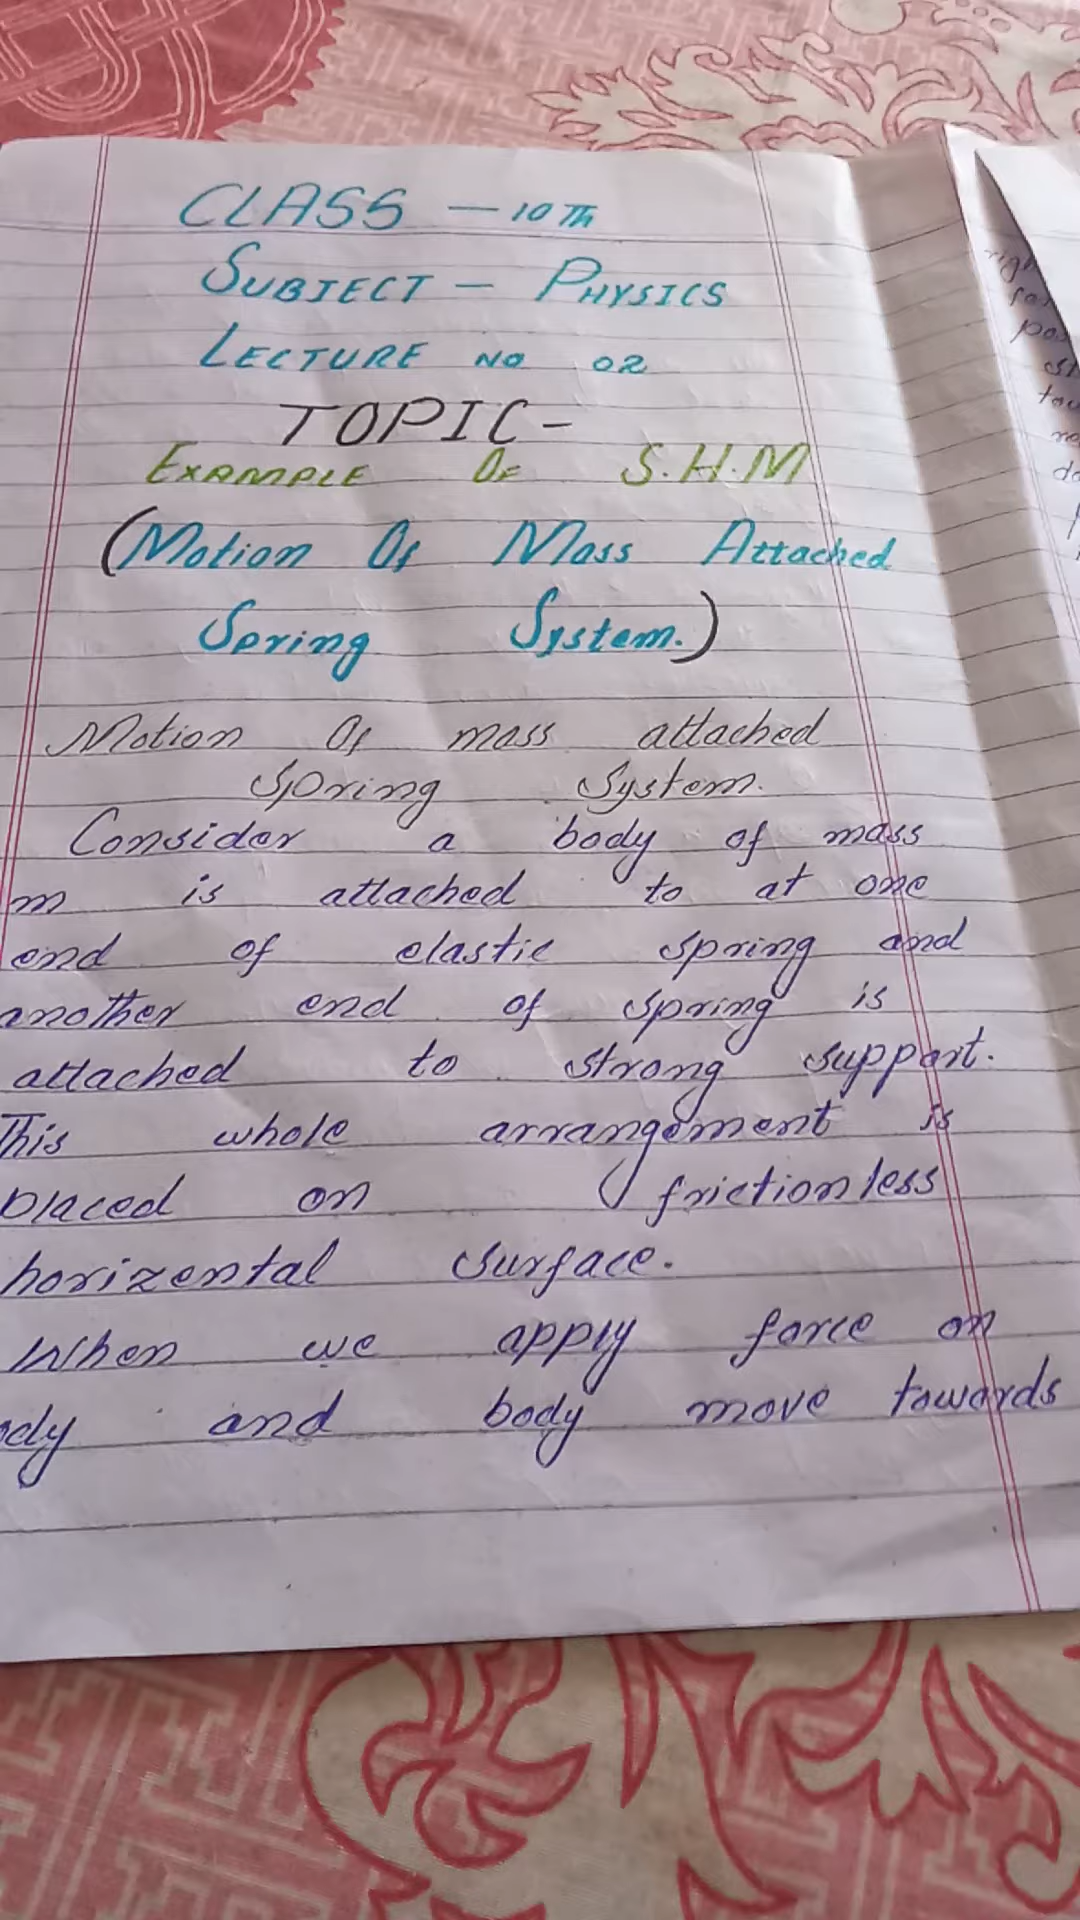 CLASS – 10Th
SUBJECT – PHYSICS
LECTURE NO 02
TOPIC-
EXAMPLE OF S.H.M
(Motion Of Mass Attached
Spring System.)
Motion Of mass attached
Spring System.
Consider a body of mass
m is attached to at one
end of elastic spring and
another end of spring is
attached to strong support.
This whole arrangement is
placed on frictionless
horizental surface.
When we apply force on
and body move towards